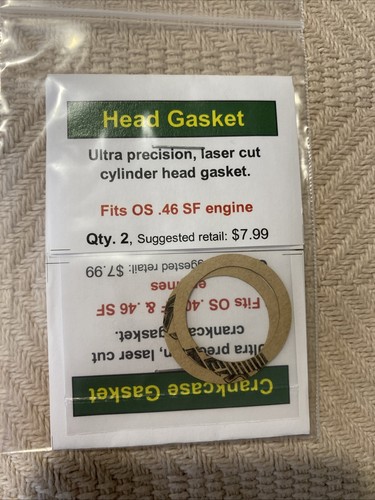 Head Gasket
Ultra precision, laser cut
cylinder head gasket.
Fits OS .46 SF engine
Qty. 2, Suggested retail: $7.99
Crankcase Gasket
Ultra precision, laser cut
crankcase gasket.
Fits OS .40 & .46 SF
engines
Suggested retail: $7.99